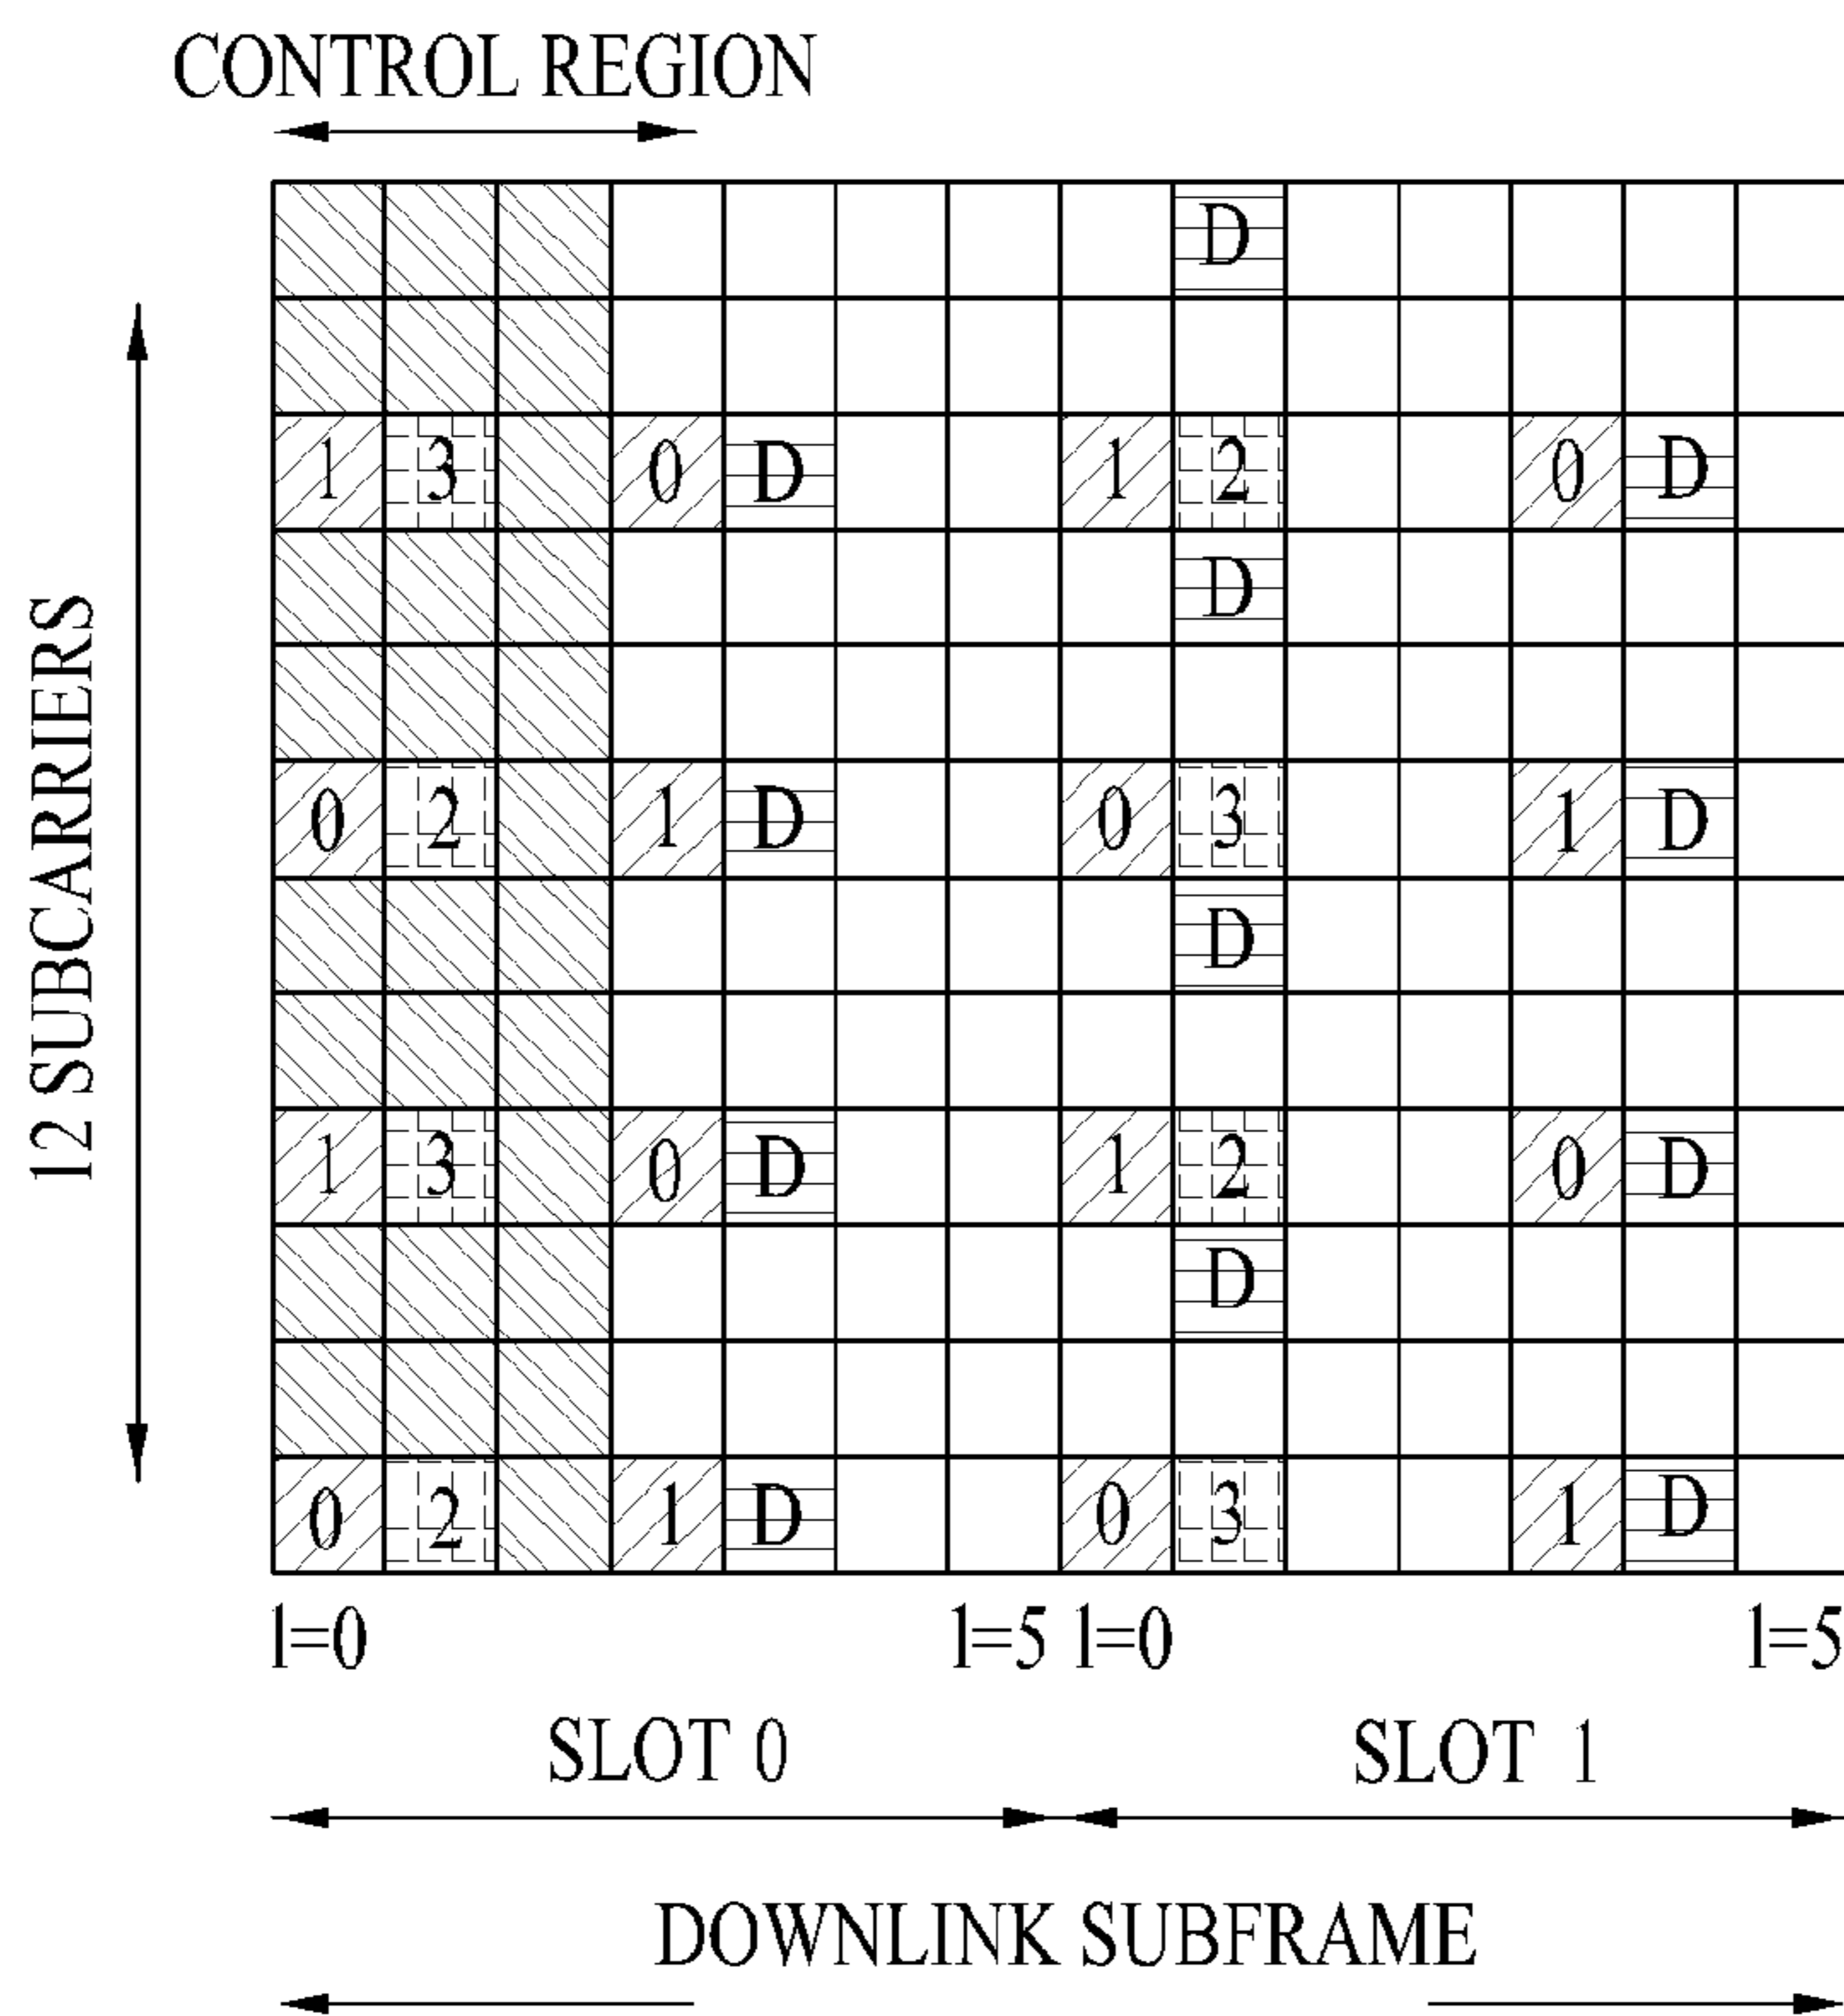 CONTROL REGION
D
1 3 0 D 1 2 0 D
D
12 SUBCARRIERS
0 2 1 D 0 3 1 D
D
1 3 0 D 1 2 0 D
D
0 2 1 D 0 3 1 D
l=0 l=5 l=0 l=5
SLOT 0 SLOT 1
DOWNLINK SUBFRAME